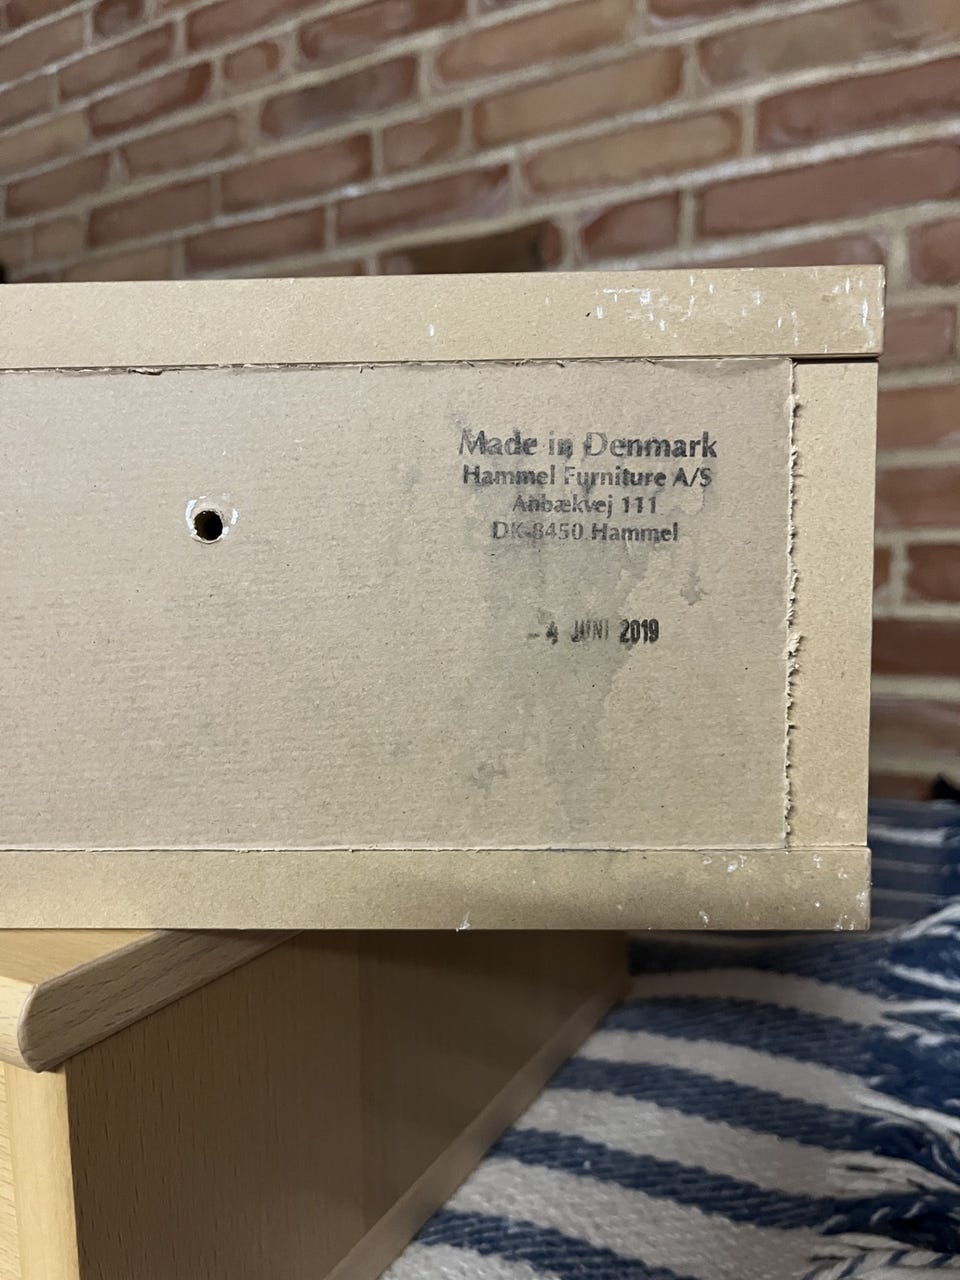 Made in Denmark
Hammel Furniture A/S
Anbækvej 111
DK-8450 Hammel
- 4 JUNI 2019